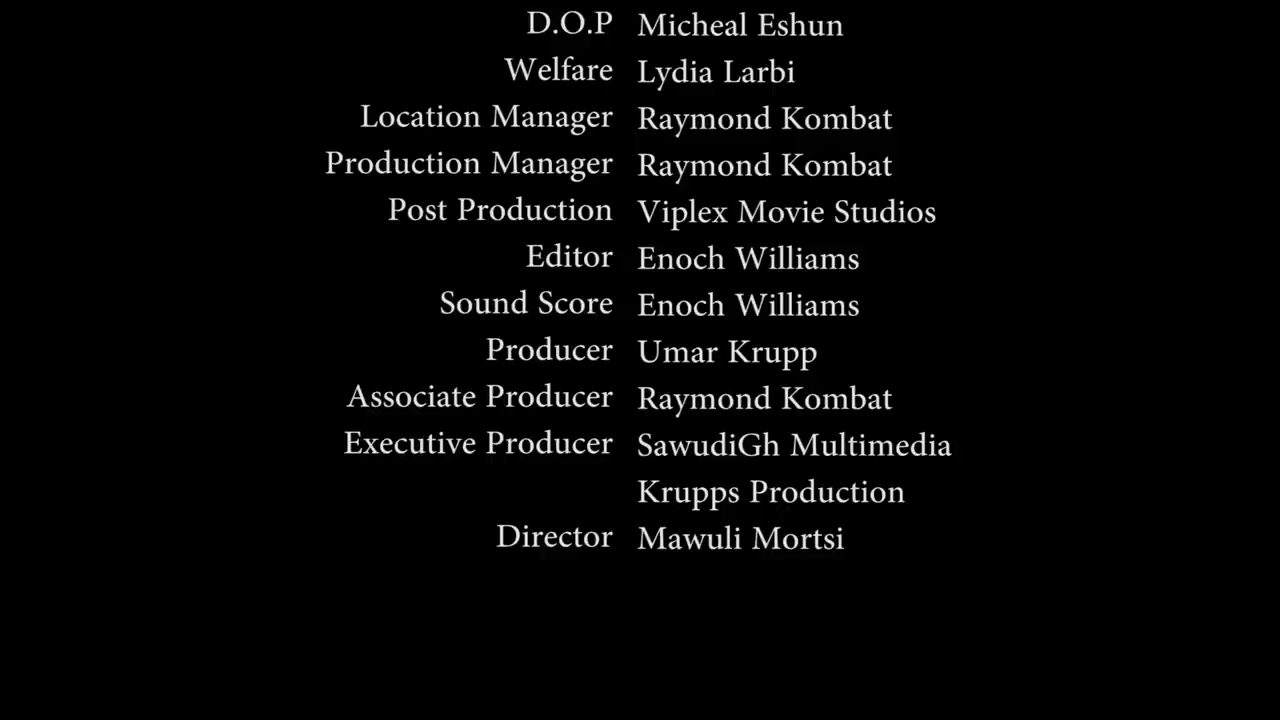 D.O.P Micheal Eshun
Welfare Lydia Larbi
Location Manager Raymond Kombat
Production Manager Raymond Kombat
Post Production Viplex Movie Studios
Editor Enoch Williams
Sound Score Enoch Williams
Producer Umar Krupp
Associate Producer Raymond Kombat
Executive Producer SawudiGh Multimedia
Krupps Production
Director Mawuli Mortsi